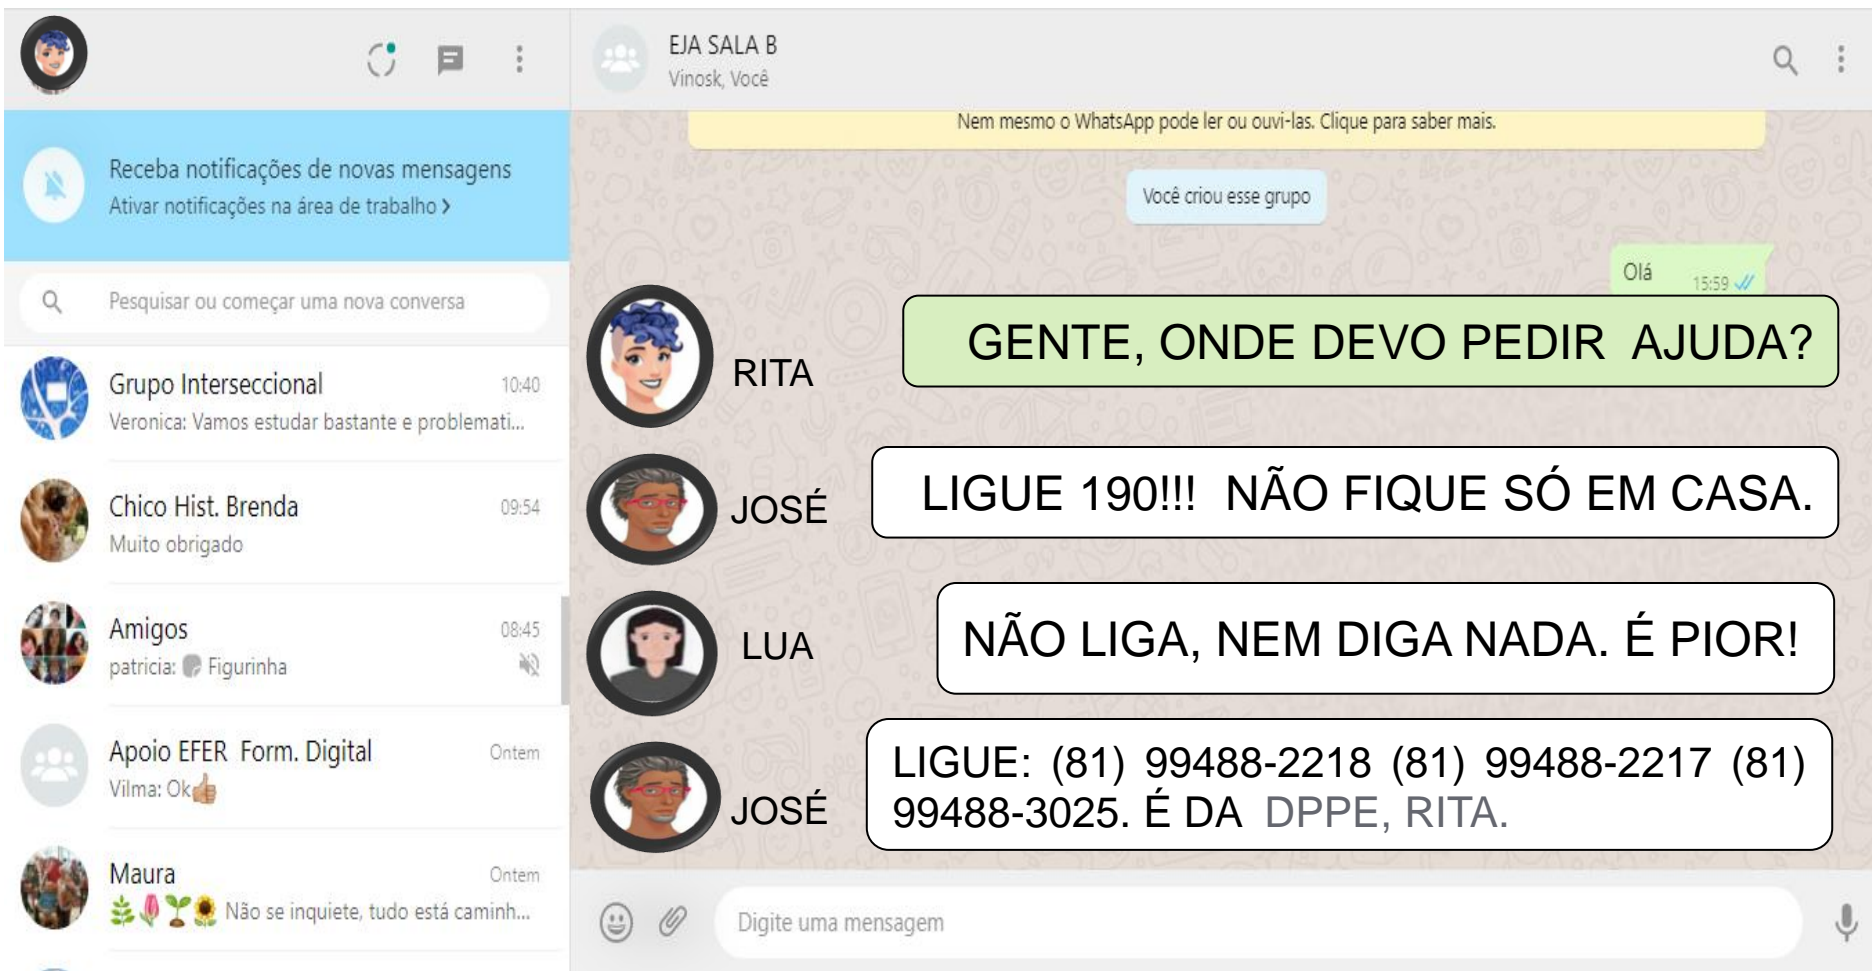 Receba notificações de novas mensagens
Ativar notificações na área de trabalho >
Pesquisar ou começar uma nova conversa
Grupo Interseccional 10:40
Veronica: Vamos estudar bastante e problemati...
Chico Hist. Brenda 09:54
Muito obrigado
Amigos 08:45
patricia: Figurinha
Apoio EFER Form. Digital Ontem
Vilma: Ok👍
Maura Ontem
🌿🌷🌱🌻 Não se inquiete, tudo está caminh...
EJA SALA B
Vinosk, Você
Nem mesmo o WhatsApp pode ler ou ouvi-las. Clique para saber mais.
Você criou esse grupo
Olá 15:59
RITA
GENTE, ONDE DEVO PEDIR AJUDA?
JOSÉ
LIGUE 190!!! NÃO FIQUE SÓ EM CASA.
LUA
NÃO LIGA, NEM DIGA NADA. É PIOR!
JOSÉ
LIGUE: (81) 99488-2218 (81) 99488-2217 (81)
99488-3025. É DA DPPE, RITA.
Digite uma mensagem